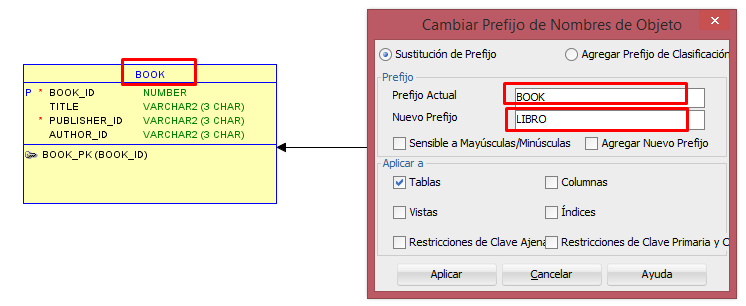 BOOK
P * BOOK_ID NUMBER
TITLE VARCHAR2 (3 CHAR)
* PUBLISHER_ID VARCHAR2 (3 CHAR)
AUTHOR_ID VARCHAR2 (3 CHAR)
BOOK_PK (BOOK_ID)
Cambiar Prefijo de Nombres de Objeto
Sustitución de Prefijo Agregar Prefijo de Clasificación
Prefijo
Prefijo Actual BOOK
Nuevo Prefijo LIBRO
Sensible a Mayúsculas/Minúsculas Agregar Nuevo Prefijo
Aplicar a
Tablas Columnas
Vistas Índices
Restricciones de Clave Ajena Restricciones de Clave Primaria y C
Aplicar Cancelar Ayuda